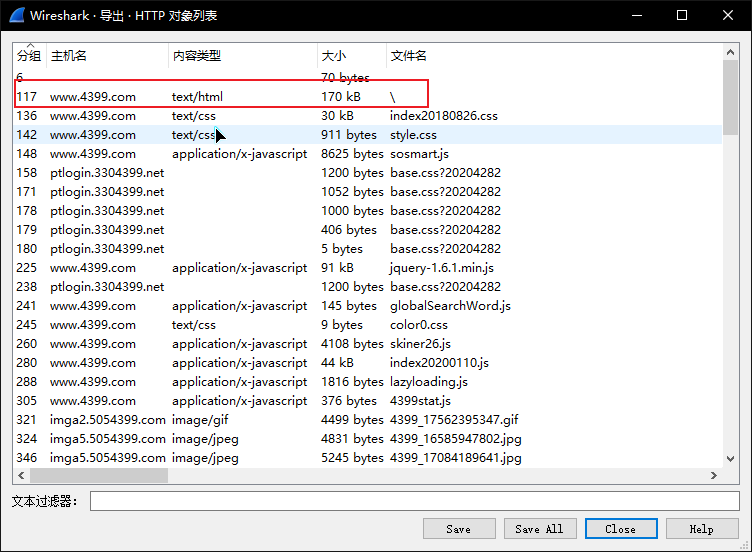 Wireshark · 导出 · HTTP 对象列表
分组 主机名 内容类型 大小 文件名
6 70 bytes
117 www.4399.com text/html 170 kB \
136 www.4399.com text/css 30 kB index20180826.css
142 www.4399.com text/css 911 bytes style.css
148 www.4399.com application/x-javascript 8625 bytes sosmart.js
158 ptlogin.3304399.net 1200 bytes base.css?20204282
171 ptlogin.3304399.net 1052 bytes base.css?20204282
178 ptlogin.3304399.net 1000 bytes base.css?20204282
179 ptlogin.3304399.net 406 bytes base.css?20204282
180 ptlogin.3304399.net 5 bytes base.css?20204282
225 www.4399.com application/x-javascript 91 kB jquery-1.6.1.min.js
238 ptlogin.3304399.net 1200 bytes base.css?20204282
241 www.4399.com application/x-javascript 145 bytes globalSearchWord.js
245 www.4399.com text/css 9 bytes color0.css
260 www.4399.com application/x-javascript 4108 bytes skiner26.js
280 www.4399.com application/x-javascript 44 kB index20200110.js
288 www.4399.com application/x-javascript 1816 bytes lazyloading.js
305 www.4399.com application/x-javascript 376 bytes 4399stat.js
321 imga2.5054399.com image/gif 4499 bytes 4399_17562395347.gif
324 imga5.5054399.com image/jpeg 4831 bytes 4399_16585947802.jpg
346 imga5.5054399.com image/jpeg 5245 bytes 4399_17084189641.jpg
文本过滤器:
Save Save All Close Help